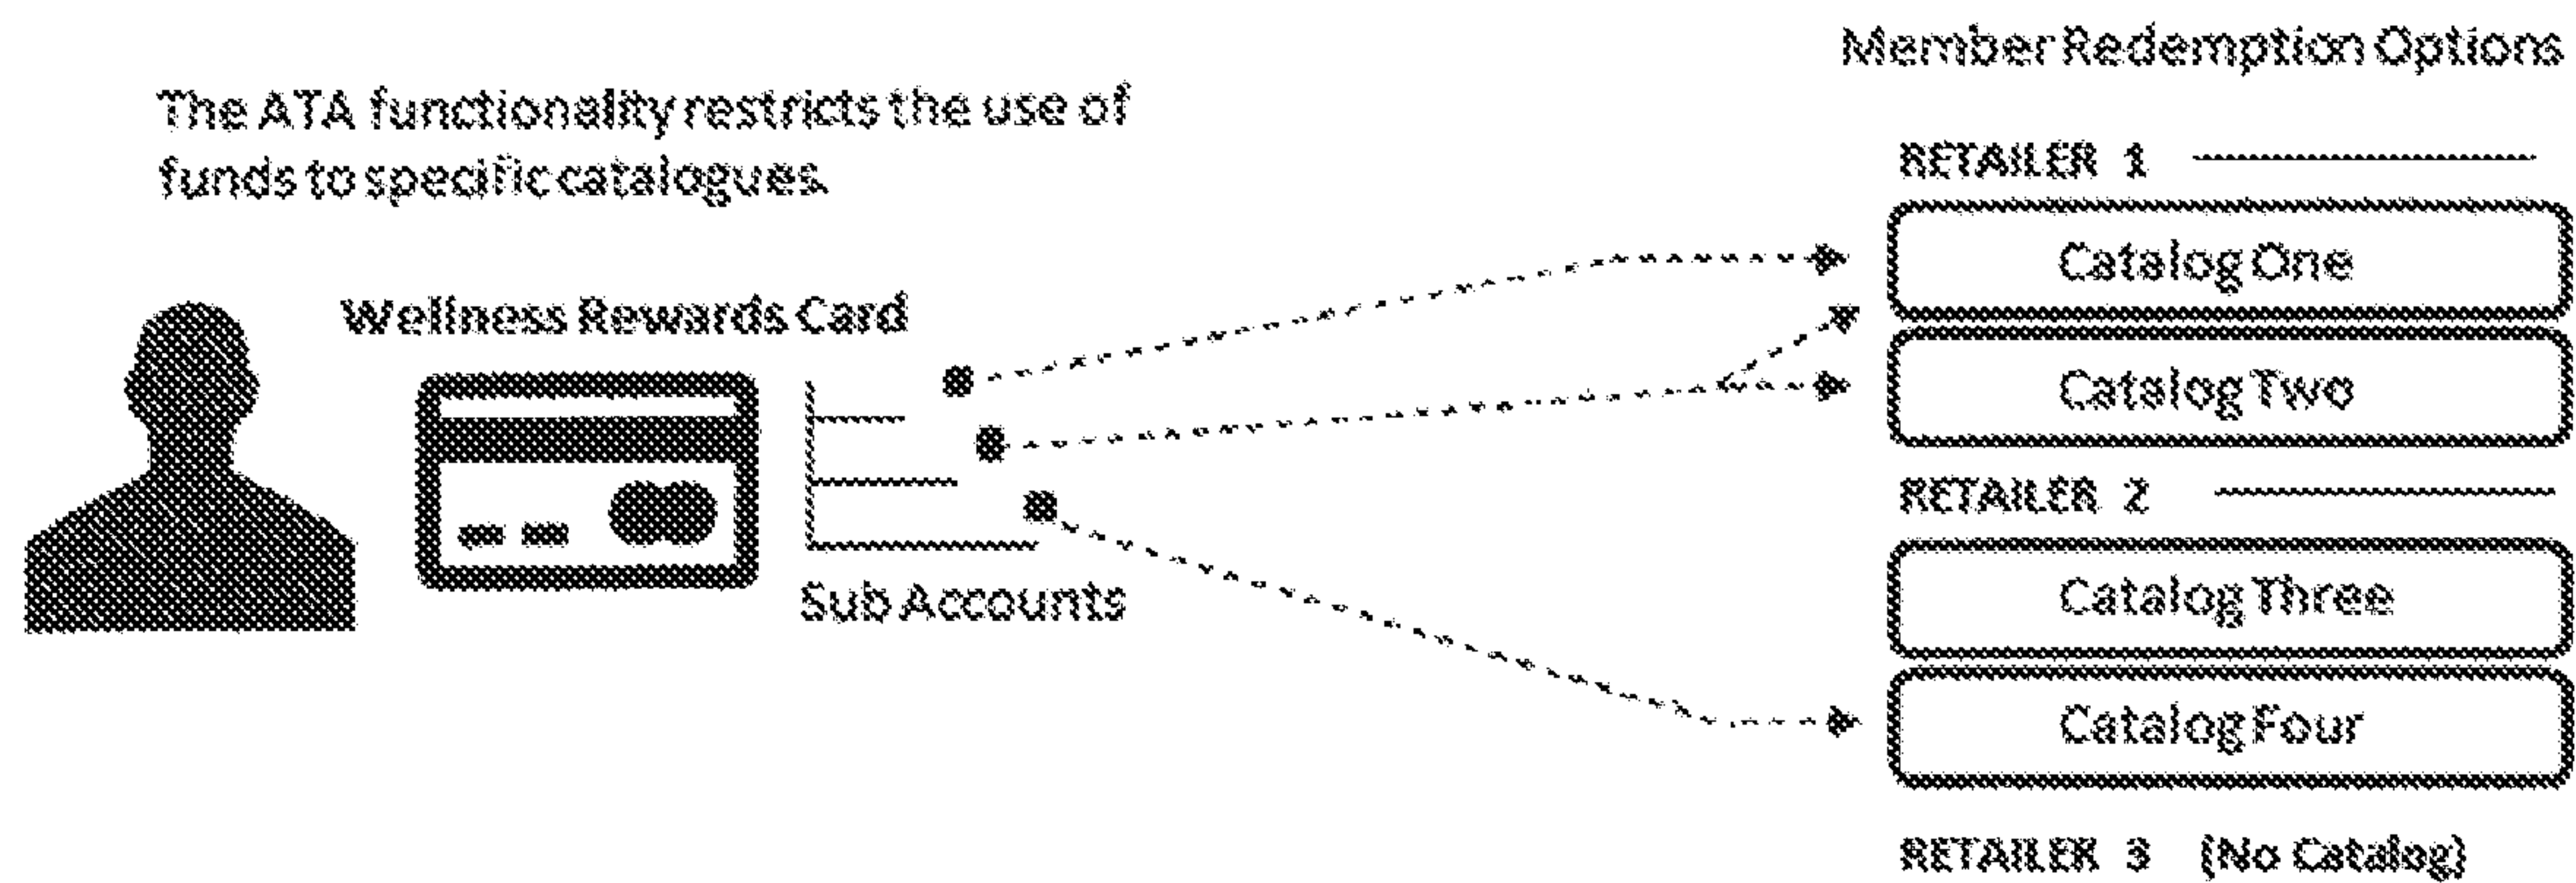 Member Redemption Options
The ATA functionality restricts the use of
funds to specific catalogues.
RETAILER 1
Catalog One
Wellness Rewards Card
Catalog Two
RETAILER 2
Sub Accounts
Catalog Three
Catalog Four
RETAILER 3 (No Catalog)